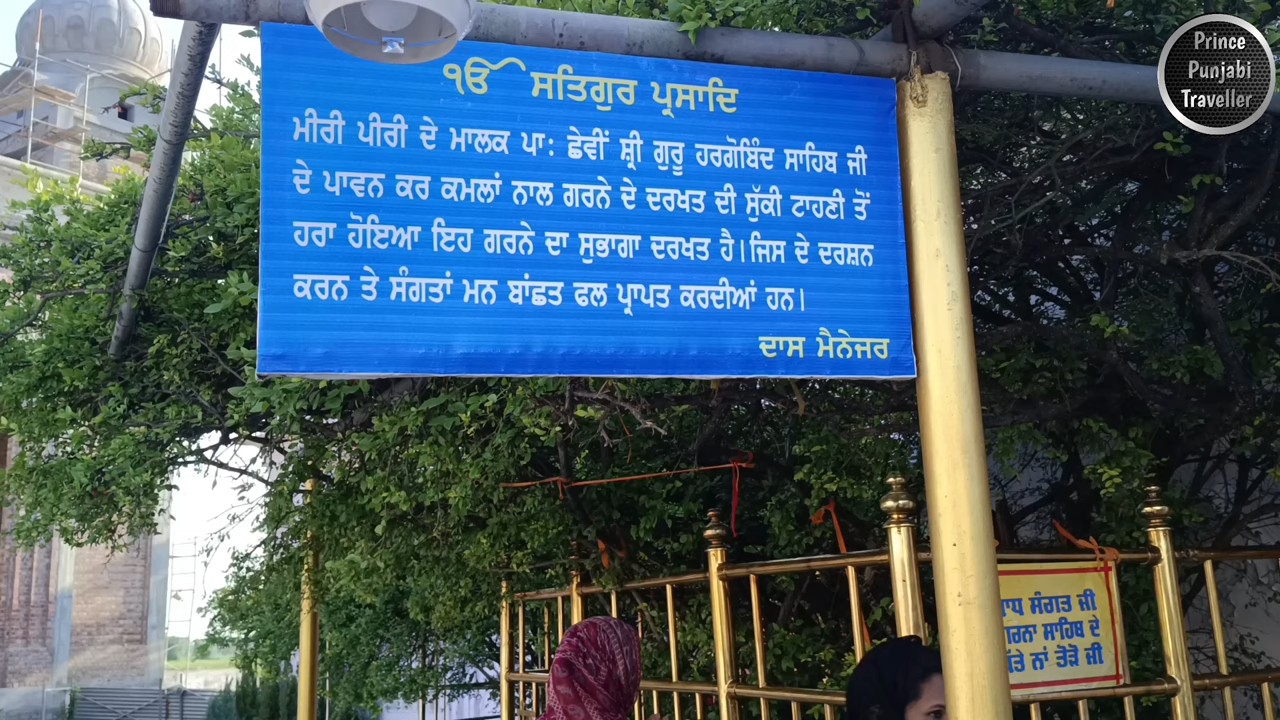 ੴ ਸਤਿਗੁਰ ਪ੍ਰਸਾਦਿ
ਮੀਰੀ ਪੀਰੀ ਦੇ ਮਾਲਕ ਪਾ: ਛੇਵੀਂ ਸ਼੍ਰੀ ਗੁਰੂ ਹਰਗੋਬਿੰਦ ਸਾਹਿਬ ਜੀ
ਦੇ ਪਾਵਨ ਕਰ ਕਮਲਾਂ ਨਾਲ ਗਰਨੇ ਦੇ ਦਰਖਤ ਦੀ ਸੁੱਕੀ ਟਾਹਣੀ ਤੋਂ
ਹਰਾ ਹੋਇਆ ਇਹ ਗਰਨੇ ਦਾ ਸੁਭਾਗਾ ਦਰਖਤ ਹੈ। ਜਿਸ ਦੇ ਦਰਸ਼ਨ
ਕਰਨ ਤੇ ਸੰਗਤਾਂ ਮਨ ਬਾਂਛਤ ਫਲ ਪ੍ਰਾਪਤ ਕਰਦੀਆਂ ਹਨ।
ਦਾਸ ਮੈਨੇਜਰ
Prince
Punjabi
Traveller
ਸੰਗਤ ਜੀ
ਸਾਹਿਬ ਦੇ
ਨਾਂ ਤੋੜੋ ਜੀ